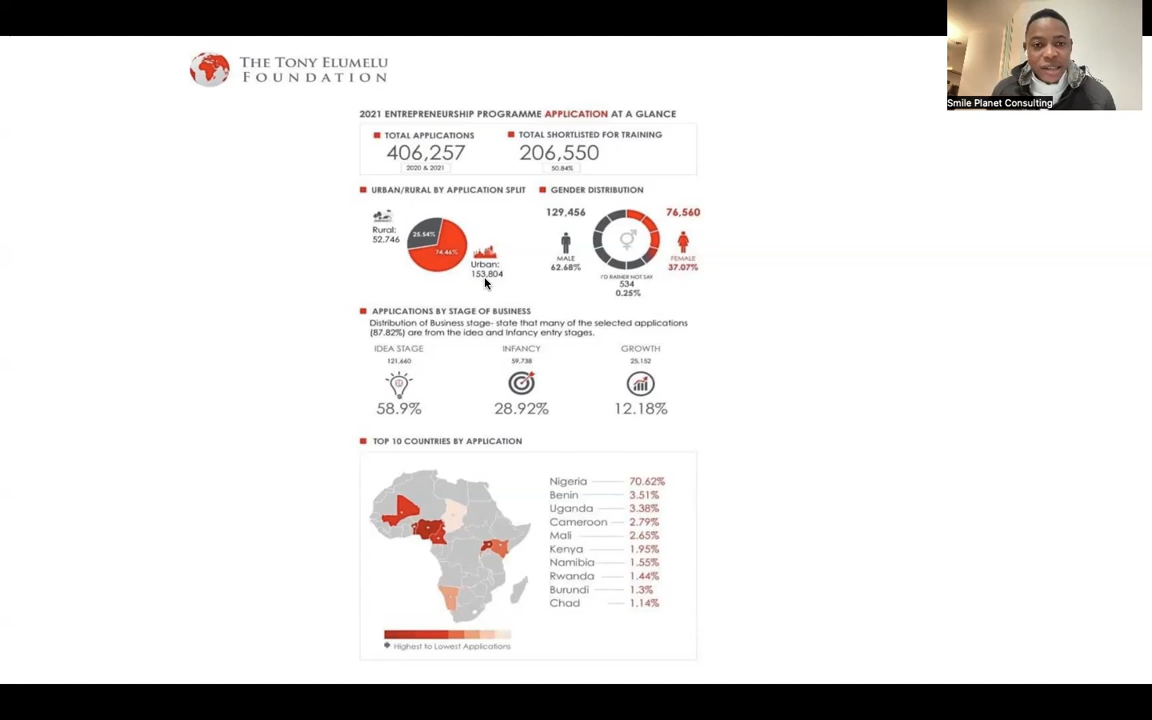 THE TONY ELUMELU
FOUNDATION
Smile Planet Consulting
2021 ENTREPRENEURSHIP PROGRAMME APPLICATION AT A GLANCE
TOTAL APPLICATIONS
406,257
2020 & 2021
TOTAL SHORTLISTED FOR TRAINING
206,550
50.84%
URBAN/RURAL BY APPLICATION SPLIT
Rural:
52,746
25.54%
74.46%
Urban:
153,804
GENDER DISTRIBUTION
129,456
MALE
62.68%
76,560
FEMALE
37.07%
I'D RATHER NOT SAY
534
0.25%
APPLICATIONS BY STAGE OF BUSINESS
Distribution of Business stage- state that many of the selected applications
(87.82%) are from the idea and Infancy entry stages.
IDEA STAGE
121,660
58.9%
INFANCY
59,738
28.92%
GROWTH
25,152
12.18%
TOP 10 COUNTRIES BY APPLICATION
Nigeria 70.62%
Benin 3.51%
Uganda 3.38%
Cameroon 2.79%
Mali 2.65%
Kenya 1.95%
Namibia 1.55%
Rwanda 1.44%
Burundi 1.3%
Chad 1.14%
Highest to Lowest Applications